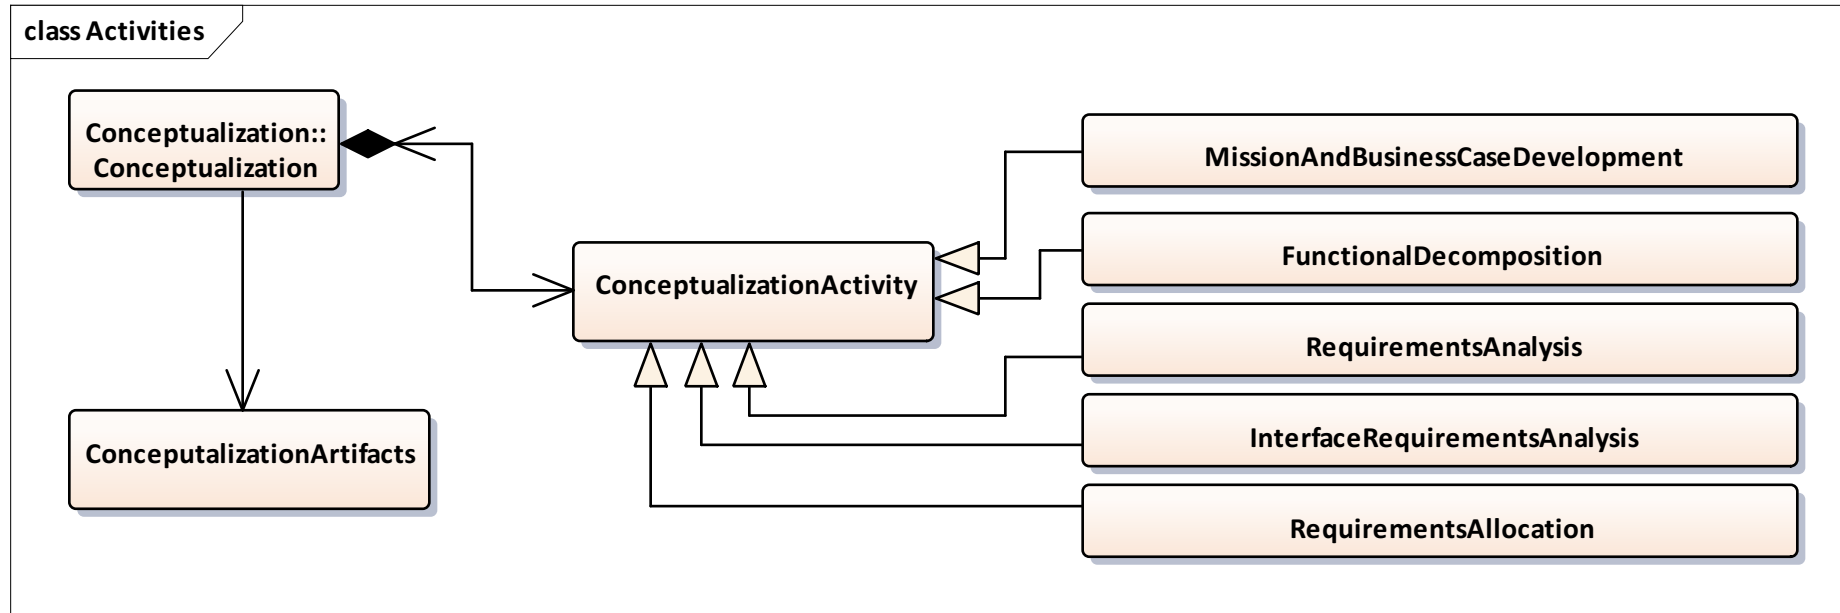 class Activities
Conceptualization::
Conceptualization
MissionAndBusinessCaseDevelopment
FunctionalDecomposition
ConceptualizationActivity
RequirementsAnalysis
InterfaceRequirementsAnalysis
ConceputalizationArtifacts
RequirementsAllocation